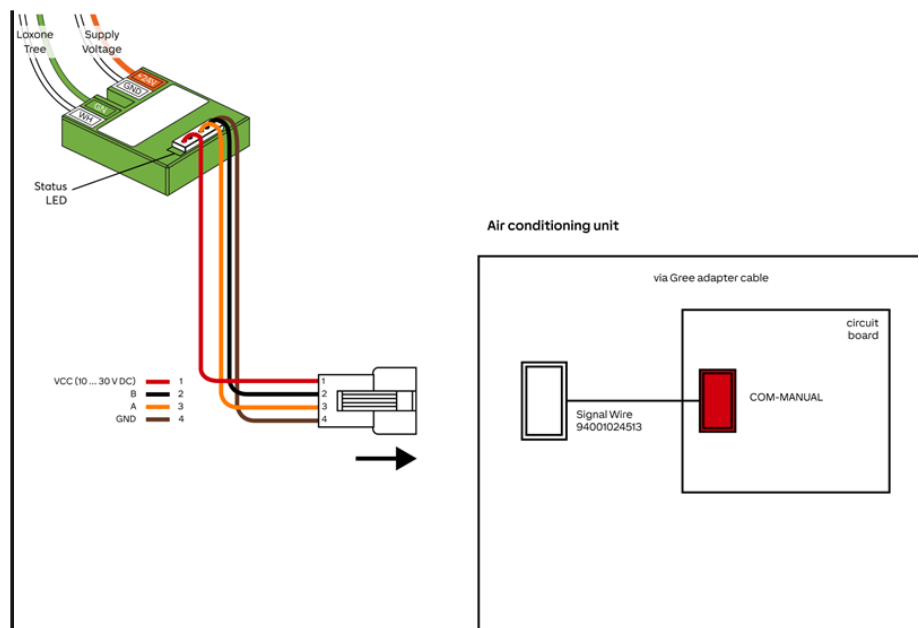 Loxone
Tree
Supply
Voltage
GND
GN
WH
Status
LED
Air conditioning unit
via Gree adapter cable
circuit
board
COM-MANUAL
Signal Wire
94001024513
VCC (10 ... 30 V DC) 1
B 2
A 3
GND 4
1
2
3
4